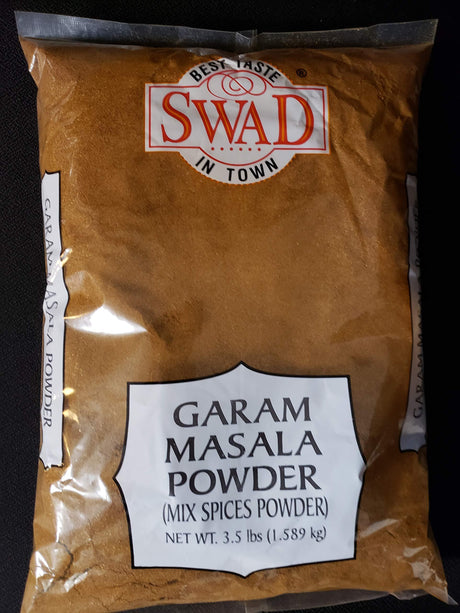 BEST TASTE
®
SWAD
IN TOWN
GARAM MASALA POWDER
GARAM MASALA POWDER
GARAM
MASALA
POWDER
(MIX SPICES POWDER)
NET WT. 3.5 lbs (1.589 kg)